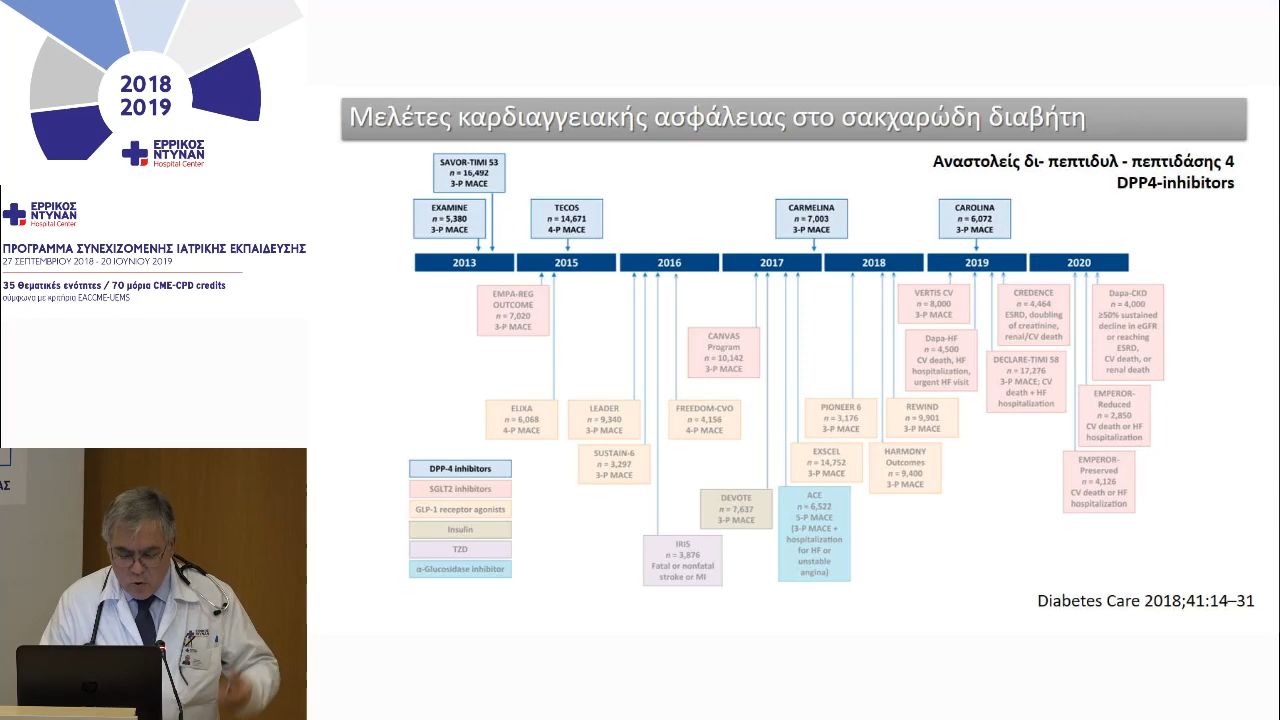 2018
2019
ΕΡΡΙΚΟΣ
ΝΤΥΝΑΝ
Hospital Center
ΕΡΡΙΚΟΣ
ΝΤΥΝΑΝ
Hospital Center
ΠΡΟΓΡΑΜΜΑ ΣΥΝΕΧΙΖΟΜΕΝΗΣ ΙΑΤΡΙΚΗΣ ΕΚΠΑΙΔΕΥΣΗΣ
27 ΣΕΠΤΕΜΒΡΙΟΥ 2018 - 20 ΙΟΥΝΙΟΥ 2019
35 Θεματικές ενότητες / 70 μόρια CME-CPD credits
σύμφωνα με κριτήρια EACCME-UEMS
ΑΣ
ΕΡΡΙΚΟΣ
ΝΤΥΝΑΝ
Μελέτες καρδιαγγειακής ασφάλειας στο σακχαρώδη διαβήτη
Αναστολείς δι- πεπτιδυλ - πεπτιδάσης 4
DPP4-inhibitors
SAVOR-TIMI 53
n = 16,492
3-P MACE
EXAMINE
n = 5,380
3-P MACE
TECOS
n = 14,671
4-P MACE
CARMELINA
n = 7,003
3-P MACE
CAROLINA
n = 6,072
3-P MACE
2013
2015
2016
2017
2018
2019
2020
EMPA-REG
OUTCOME
n = 7,020
3-P MACE
CANVAS
Program
n = 10,142
3-P MACE
VERTIS CV
n = 8,000
3-P MACE
Dapa-HF
n = 4,500
CV death, HF
hospitalization,
urgent HF visit
CREDENCE
n = 4,464
ESRD, doubling
of creatinine,
renal/CV death
DECLARE-TIMI 58
n = 17,276
3-P MACE; CV
death + HF
hospitalization
Dapa-CKD
n = 4,000
≥50% sustained
decline in eGFR
or reaching
ESRD,
CV death, or
renal death
EMPEROR-
Reduced
n = 2,850
CV death or HF
hospitalization
EMPEROR-
Preserved
n = 4,126
CV death or HF
hospitalization
ELIXA
n = 6,068
4-P MACE
LEADER
n = 9,340
3-P MACE
FREEDOM-CVO
n = 4,156
4-P MACE
PIONEER 6
n = 3,176
3-P MACE
REWIND
n = 9,901
3-P MACE
SUSTAIN-6
n = 3,297
3-P MACE
EXSCEL
n = 14,752
3-P MACE
HARMONY
Outcomes
n = 9,400
3-P MACE
DEVOTE
n = 7,637
3-P MACE
ACE
n = 6,522
5-P MACE
(3-P MACE +
hospitalization
for HF or
unstable
angina)
IRIS
n = 3,876
Fatal or nonfatal
stroke or MI
DPP-4 inhibitors
SGLT2 inhibitors
GLP-1 receptor agonists
Insulin
TZD
α-Glucosidase inhibitor
Diabetes Care 2018;41:14–31